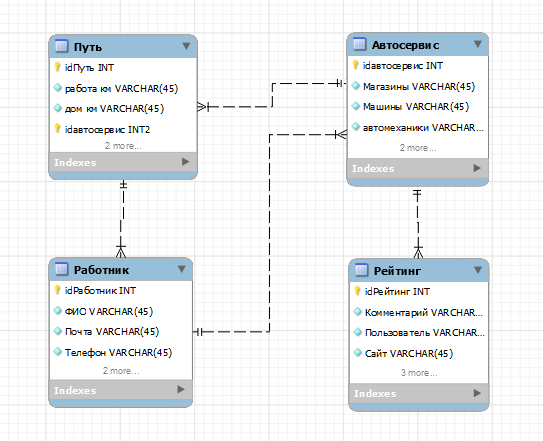 Путь
idПуть INT
работа км VARCHAR(45)
дом км VARCHAR(45)
idавтосервис INT2
2 more...
Indexes
Автосервис
idавтосервис INT
Магазины VARCHAR(45)
Машины VARCHAR(45)
автомеханики VARCHAR...
2 more...
Indexes
Работник
idРаботник INT
ФИО VARCHAR(45)
Почта VARCHAR(45)
Телефон VARCHAR(45)
2 more...
Indexes
Рейтинг
idРейтинг INT
Комментарий VARCHAR...
Пользователь VARCHAR...
Сайт VARCHAR(45)
3 more...
Indexes